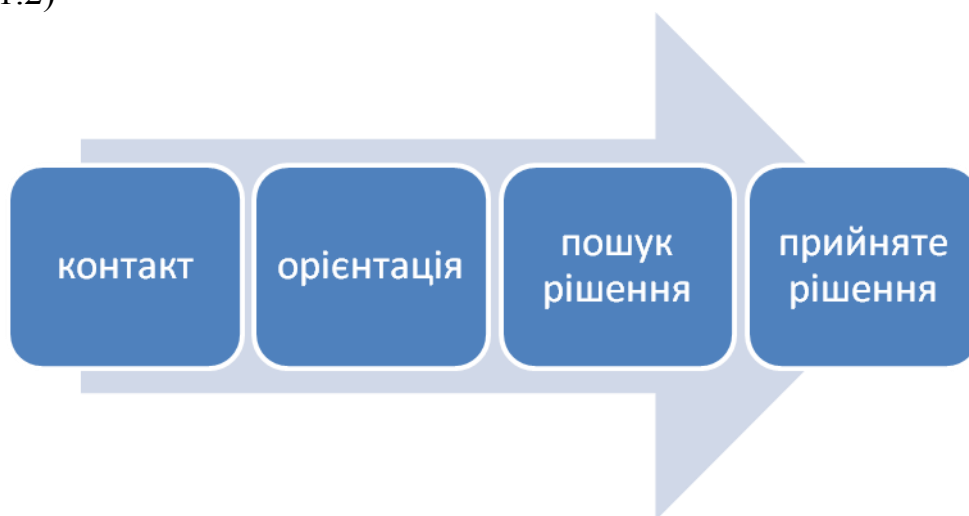 1.2)
контакт
орієнтація
пошук
рішення
прийняте
рішення